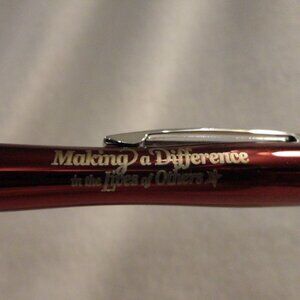 Making a Difference
in the Lives of Others